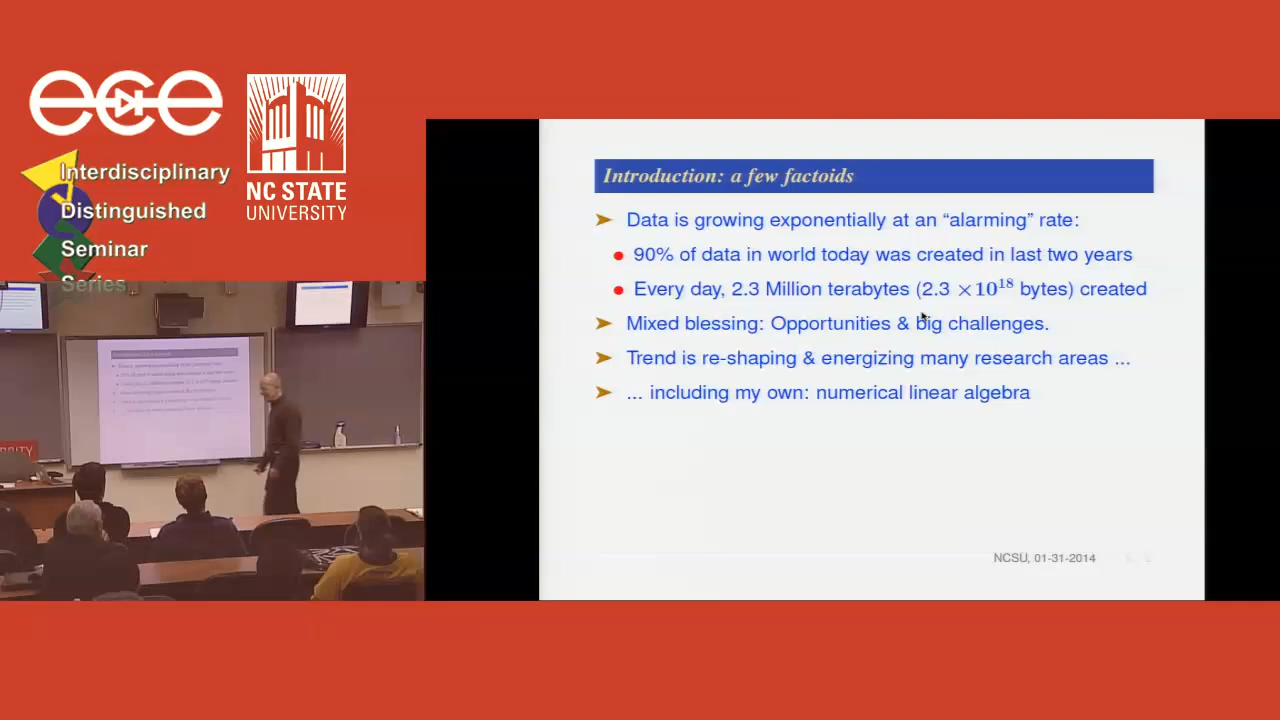 ece
Interdisciplinary
Distinguished
Seminar
Series
NC STATE
UNIVERSITY
Introduction: a few factoids
➤ Data is growing exponentially at an “alarming” rate:
• 90% of data in world today was created in last two years
• Every day, 2.3 Million terabytes (2.3 ×10¹⁸ bytes) created
➤ Mixed blessing: Opportunities & big challenges.
➤ Trend is re-shaping & energizing many research areas ...
➤ ... including my own: numerical linear algebra
NCSU, 01-31-2014